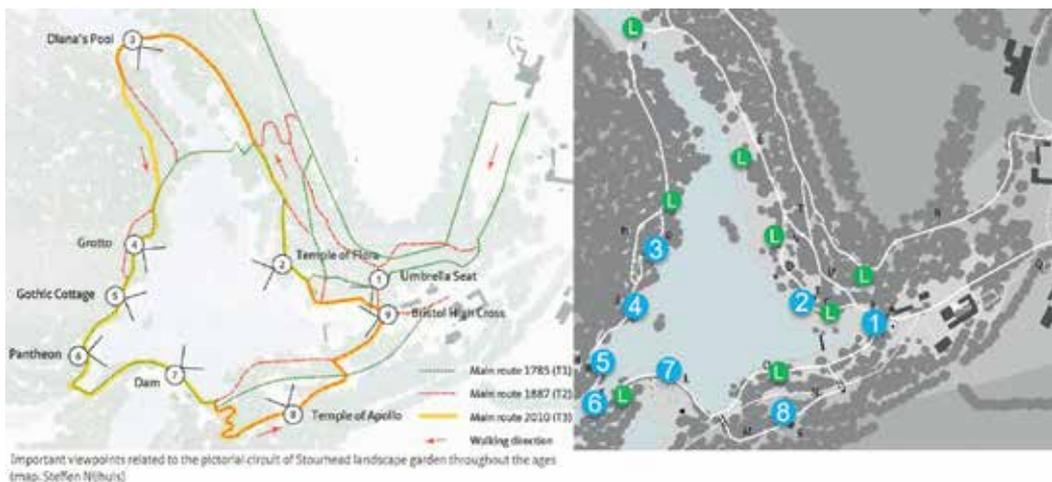 Diana's Pool
3
Grotto
4
Temple of Flora
2
1
Umbrella Seat
Gothic Cottage
5
9
Bristol High Cross
Pantheon
6
7
Dam
8
Temple of Apollo
Main route 1785 (T1)
Main route 1887 (T2)
Main route 2010 (T3)
Walking direction
Important viewpoints related to the pictorial circuit of Stourhead landscape garden throughout the ages
(map: Steffen Nijhuis)
L
L
L
L
L
L
L
L
3
4
2
1
5
7
6
8